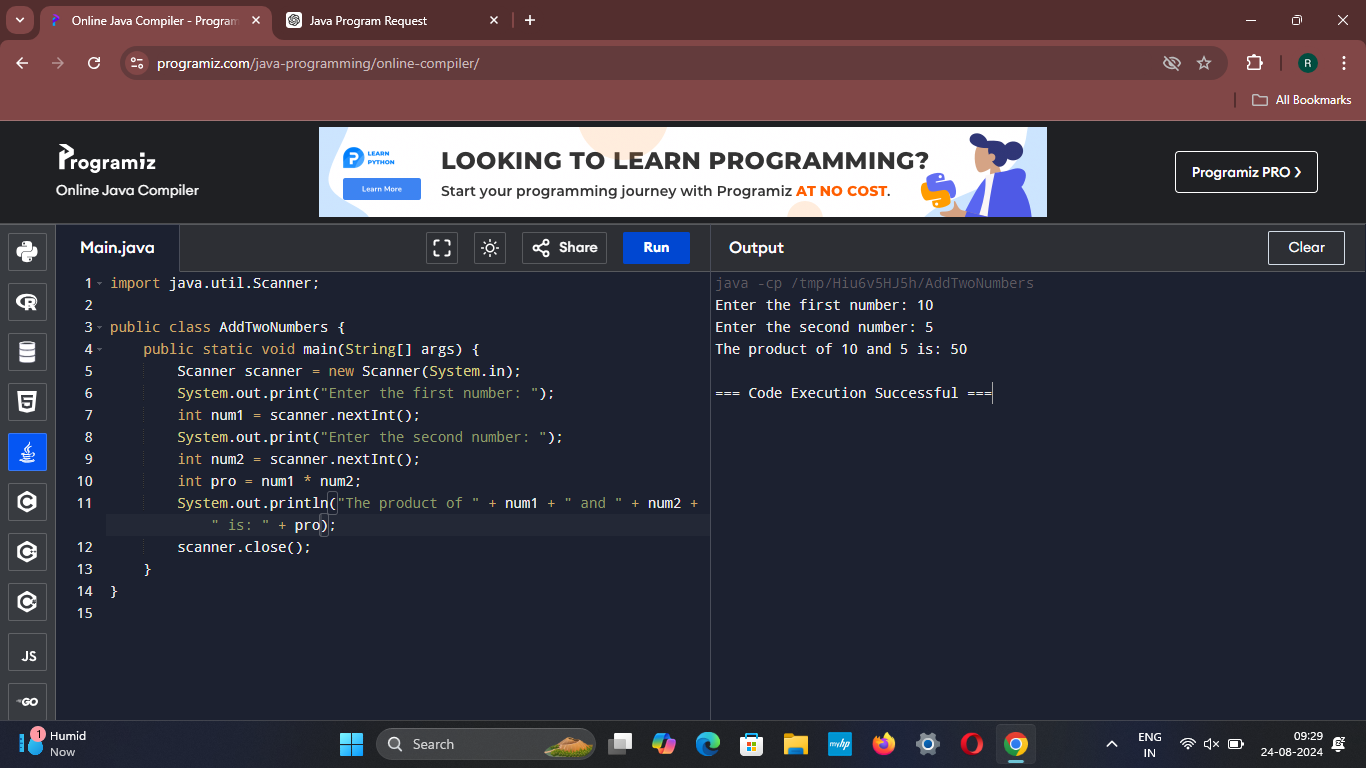 Online Java Compiler - Program
Java Program Request
programiz.com/java-programming/online-compiler/
R
All Bookmarks
Programiz
Online Java Compiler
LEARN
PYTHON
Learn More
LOOKING TO LEARN PROGRAMMING?
Start your programming journey with Programiz AT NO COST.
Programiz PRO
Main.java
Share
Run
Output
Clear
1 import java.util.Scanner;
2
3 public class AddTwoNumbers {
4 public static void main(String[] args) {
5 Scanner scanner = new Scanner(System.in);
6 System.out.print("Enter the first number: ");
7 int num1 = scanner.nextInt();
8 System.out.print("Enter the second number: ");
9 int num2 = scanner.nextInt();
10 int pro = num1 * num2;
11 System.out.println("The product of " + num1 + " and " + num2 +
" is: " + pro);
12 scanner.close();
13 }
14 }
15
java -cp /tmp/Hiu6v5HJ5h/AddTwoNumbers
Enter the first number: 10
Enter the second number: 5
The product of 10 and 5 is: 50
=== Code Execution Successful ===
JS
GO
1
Humid
Now
Search
myhp
ENG
IN
09:29
24-08-2024